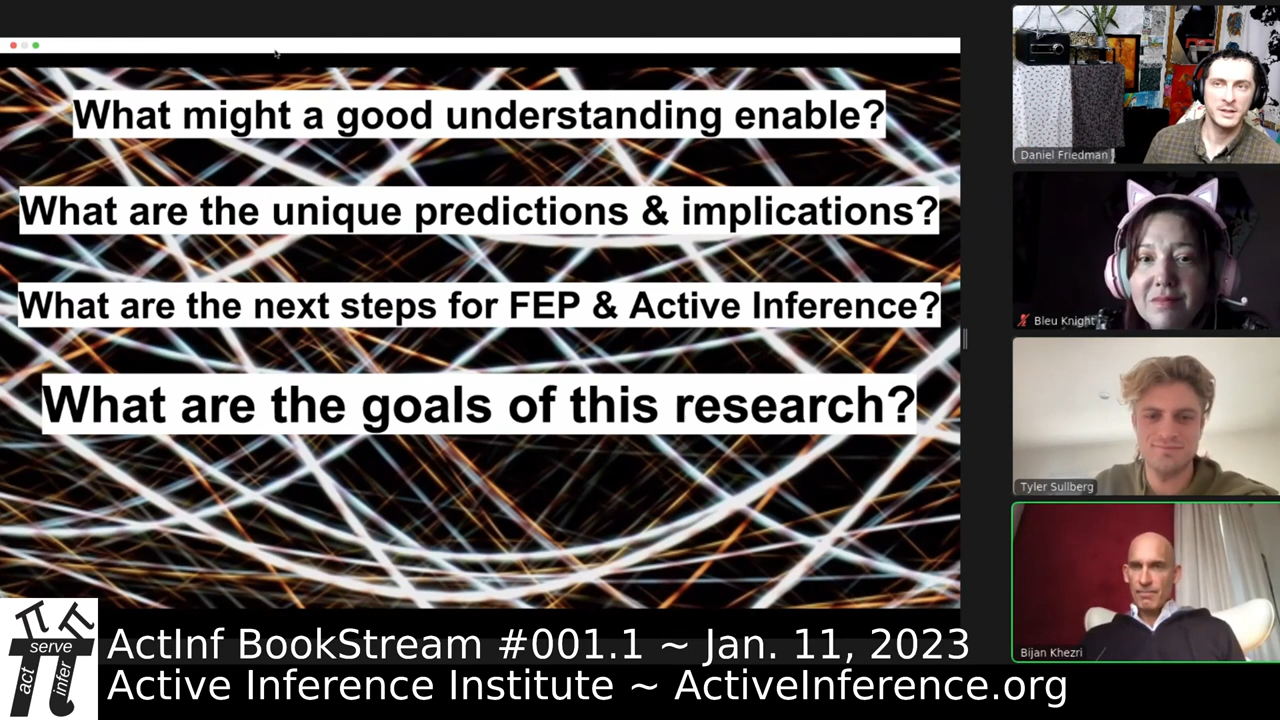 What might a good understanding enable?
What are the unique predictions & implications?
What are the next steps for FEP & Active Inference?
What are the goals of this research?
Daniel Friedman
Bleu Knight
Tyler Sullberg
Bijan Khezri
act
serve
infer
ActInf BookStream #001.1 ~ Jan. 11, 2023
Active Inference Institute ~ ActiveInference.org